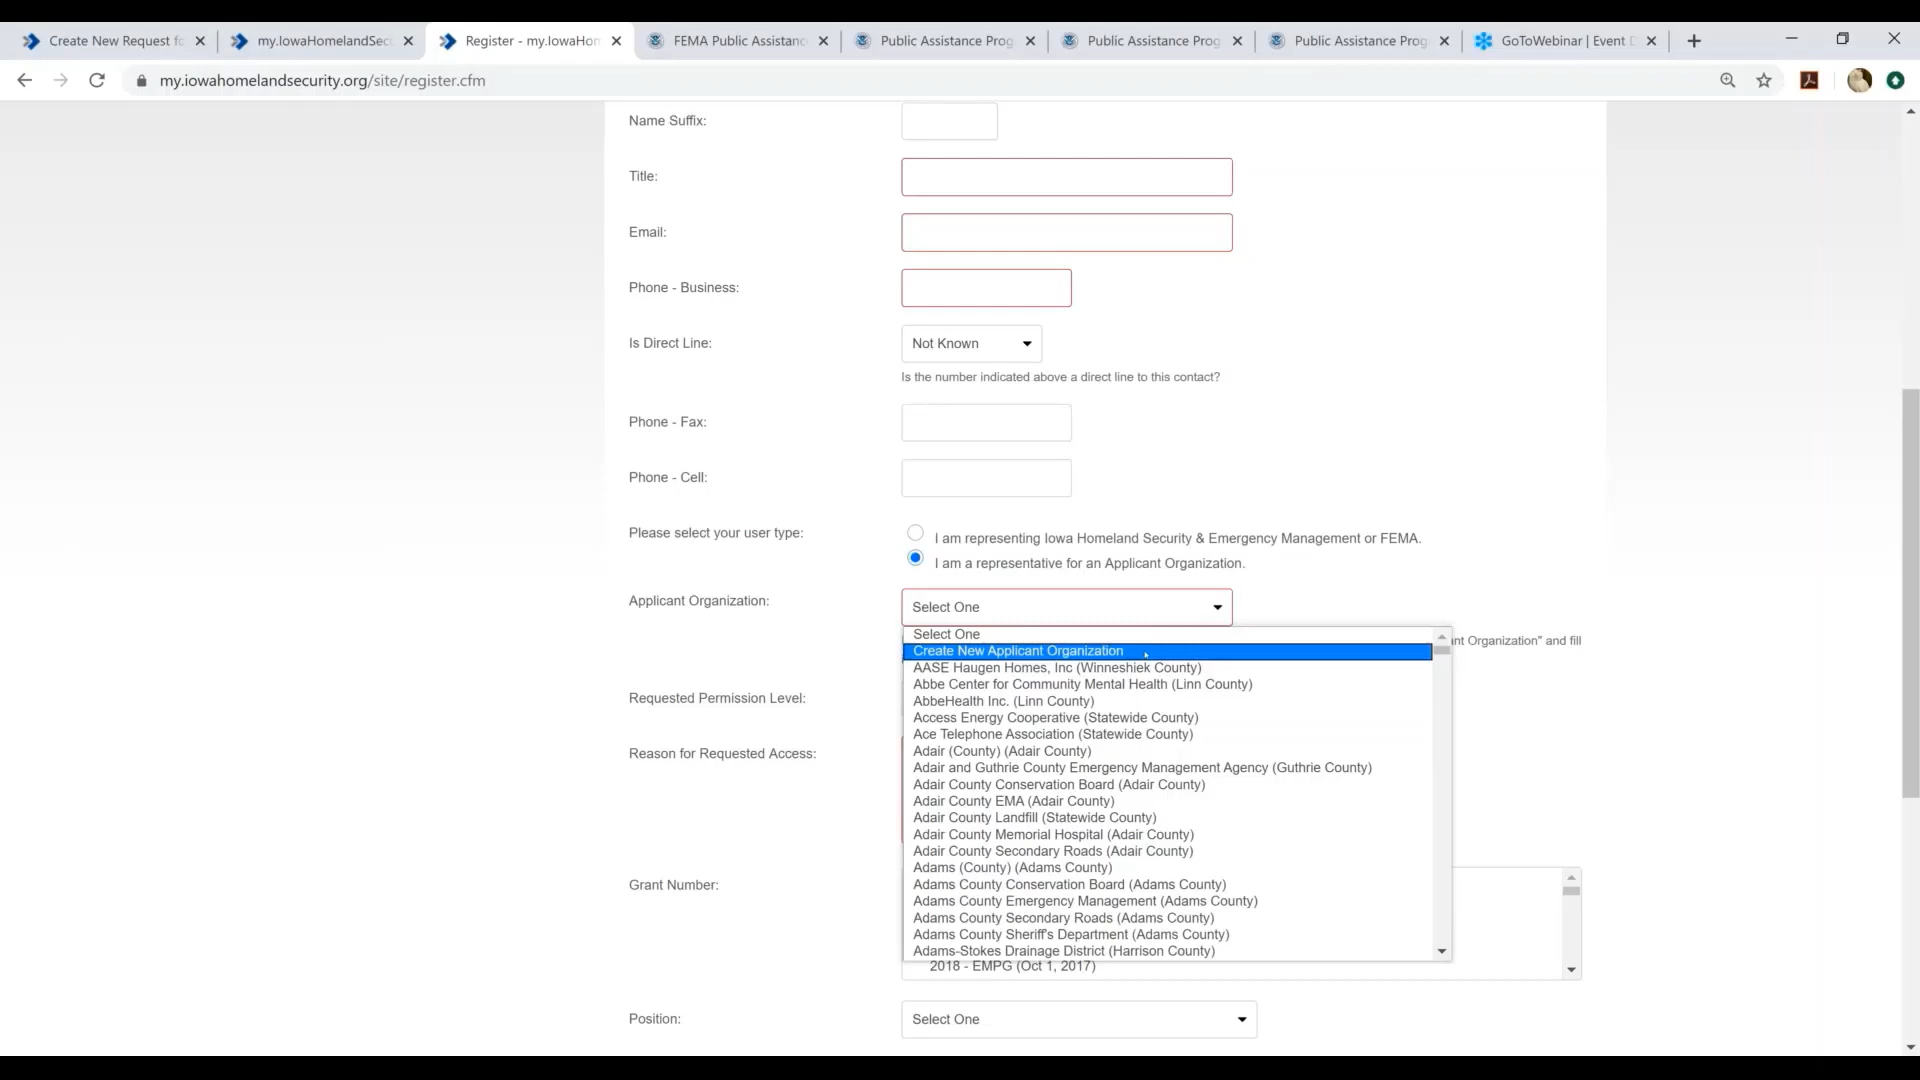 Create New Request fo
my.IowaHomelandSec
Register - my.IowaHom
FEMA Public Assistanc
Public Assistance Prog
Public Assistance Prog
Public Assistance Prog
GoToWebinar | Event D
my.iowahomelandsecurity.org/site/register.cfm
Name Suffix:
Title:
Email:
Phone - Business:
Is Direct Line:
Not Known
Is the number indicated above a direct line to this contact?
Phone - Fax:
Phone - Cell:
Please select your user type:
I am representing Iowa Homeland Security & Emergency Management or FEMA.
I am a representative for an Applicant Organization.
Applicant Organization:
Select One
Select One
nt Organization" and fill
Create New Applicant Organization
AASE Haugen Homes, Inc (Winneshiek County)
Abbe Center for Community Mental Health (Linn County)
AbbeHealth Inc. (Linn County)
Requested Permission Level:
Access Energy Cooperative (Statewide County)
Ace Telephone Association (Statewide County)
Adair (County) (Adair County)
Reason for Requested Access:
Adair and Guthrie County Emergency Management Agency (Guthrie County)
Adair County Conservation Board (Adair County)
Adair County EMA (Adair County)
Adair County Landfill (Statewide County)
Adair County Memorial Hospital (Adair County)
Adair County Secondary Roads (Adair County)
Adams (County) (Adams County)
Grant Number:
Adams County Conservation Board (Adams County)
Adams County Emergency Management (Adams County)
Adams County Secondary Roads (Adams County)
Adams County Sheriff's Department (Adams County)
Adams-Stokes Drainage District (Harrison County)
2018 - EMPG (Oct 1, 2017)
Position:
Select One